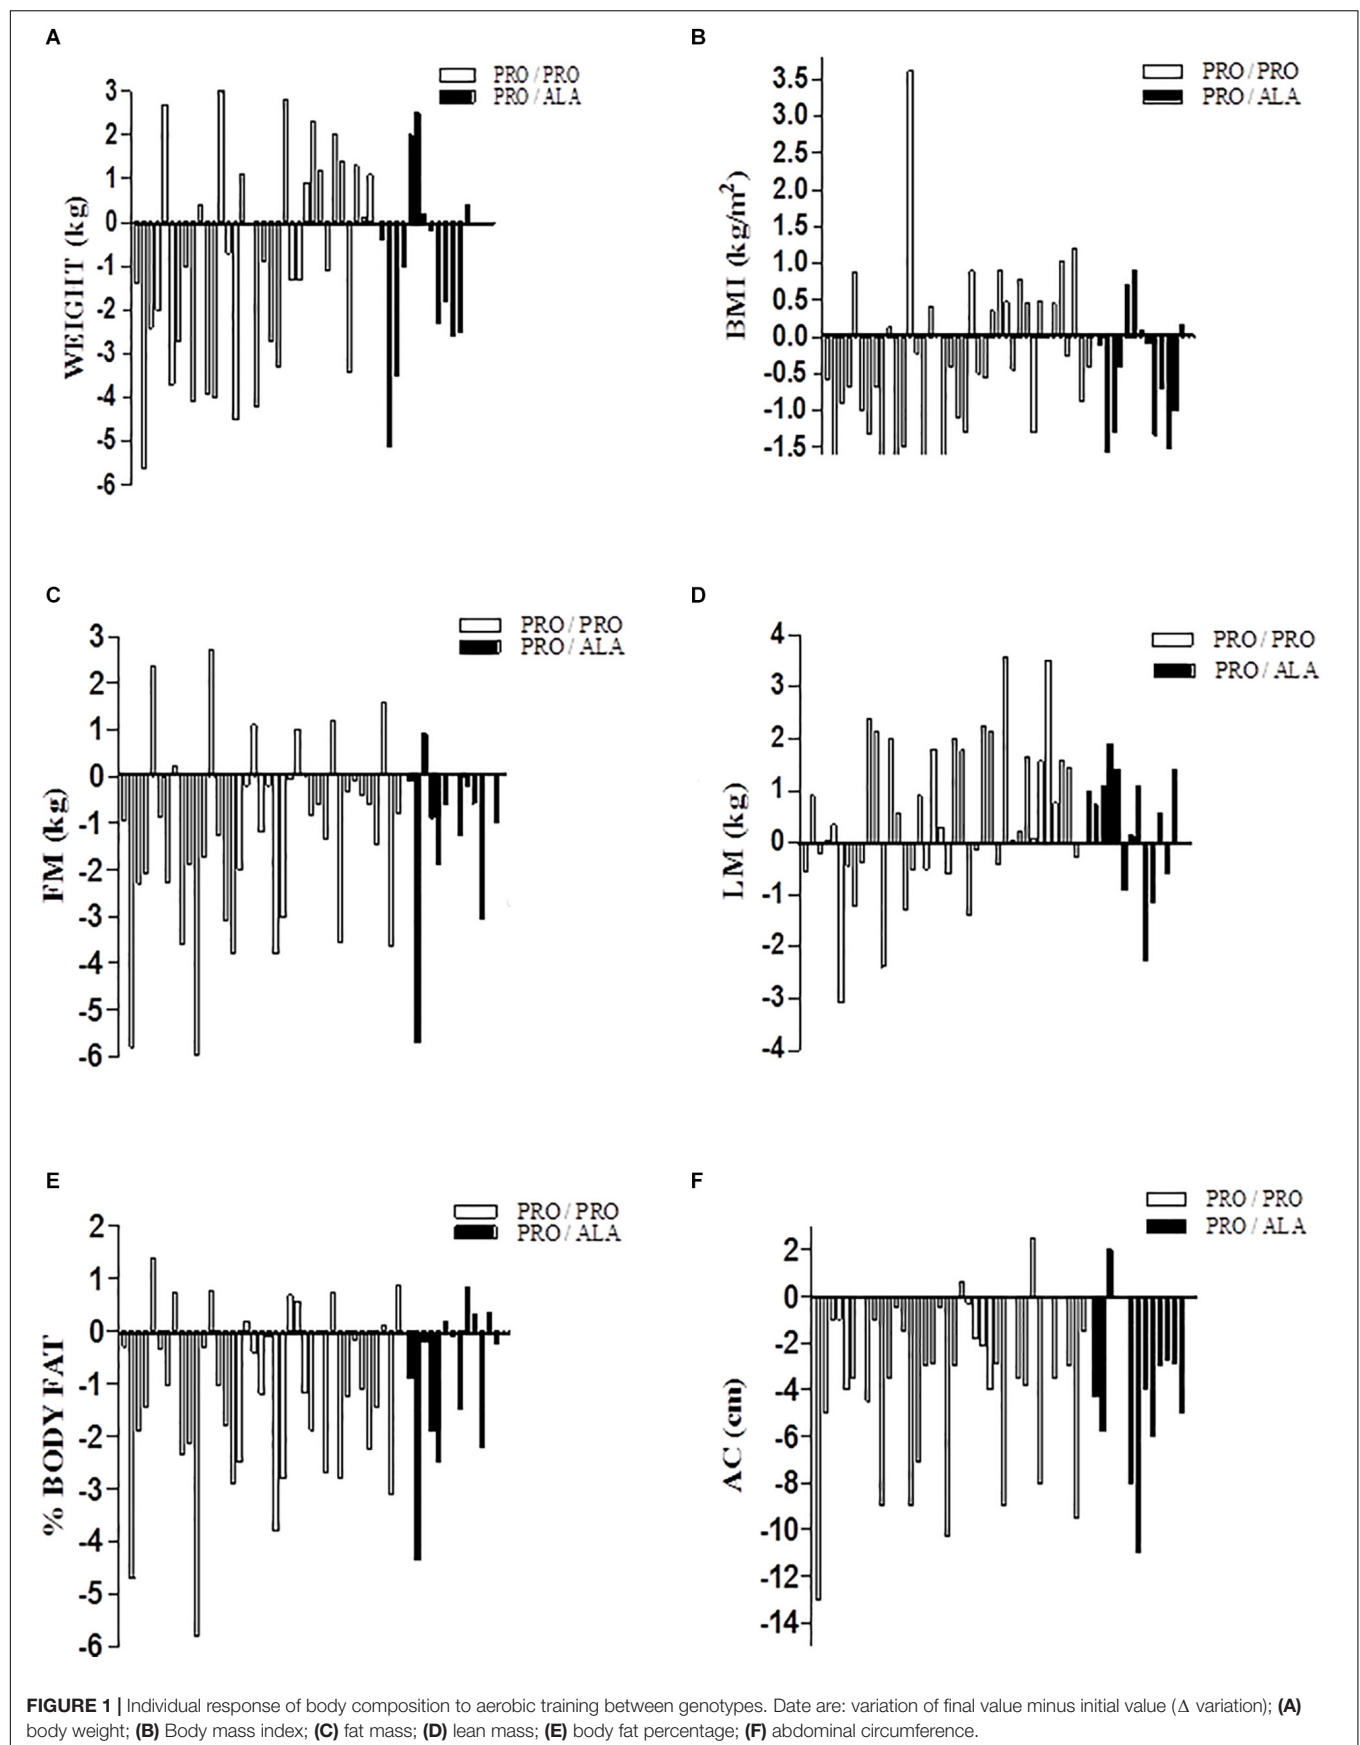 A
PRO / PRO
PRO / ALA
3
2
1
0
-1
-2
-3
-4
-5
-6
WEIGHT (kg)
B
PRO / PRO
PRO / ALA
3.5
3.0
2.5
2.0
1.5
1.0
0.5
0.0
-0.5
-1.0
-1.5
BMI (kg/m²)
C
PRO / PRO
PRO / ALA
3
2
1
0
-1
-2
-3
-4
-5
-6
FM (kg)
D
PRO / PRO
PRO / ALA
4
3
2
1
0
-1
-2
-3
-4
LM (kg)
E
PRO / PRO
PRO / ALA
2
1
0
-1
-2
-3
-4
-5
-6
% BODY FAT
F
PRO / PRO
PRO / ALA
2
0
-2
-4
-6
-8
-10
-12
-14
AC (cm)
FIGURE 1 | Individual response of body composition to aerobic training between genotypes. Date are: variation of final value minus initial value (Δ variation); (A)
body weight; (B) Body mass index; (C) fat mass; (D) lean mass; (E) body fat percentage; (F) abdominal circumference.